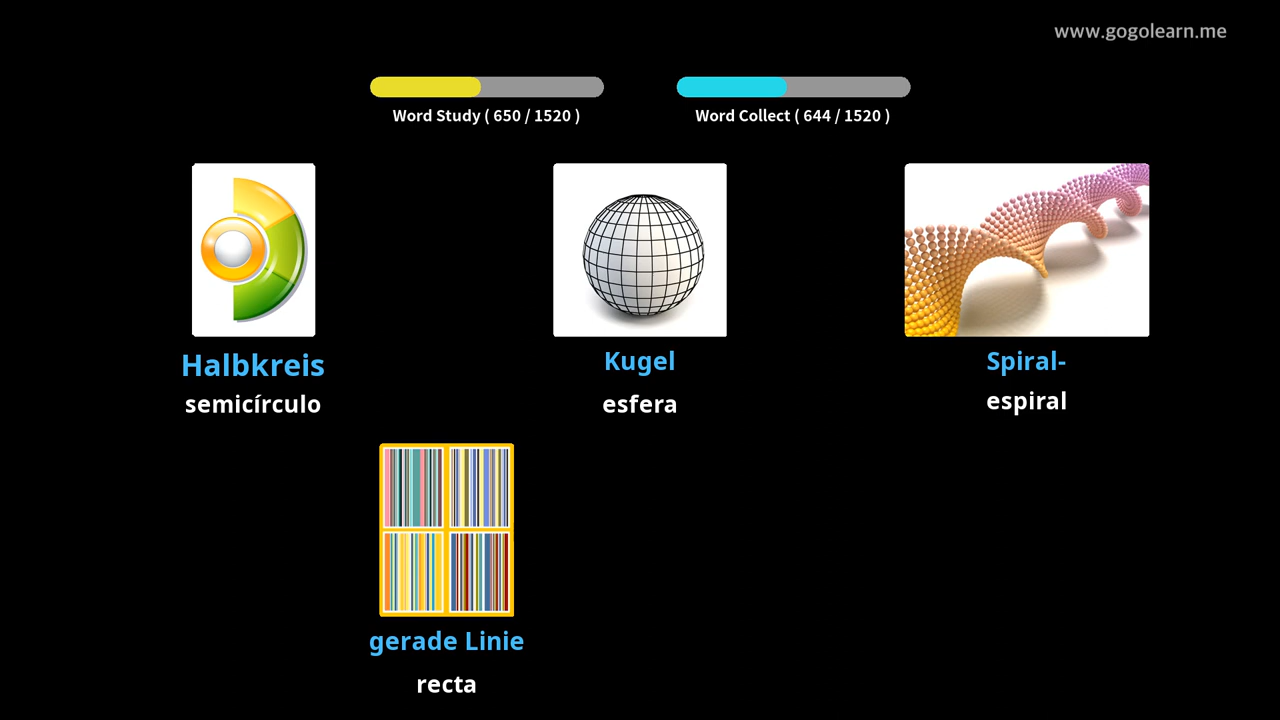 www.gogolearn.me
Word Study ( 650 / 1520 )
Word Collect ( 644 / 1520 )
Halbkreis
semicírculo
Kugel
esfera
Spiral-
espiral
gerade Linie
recta